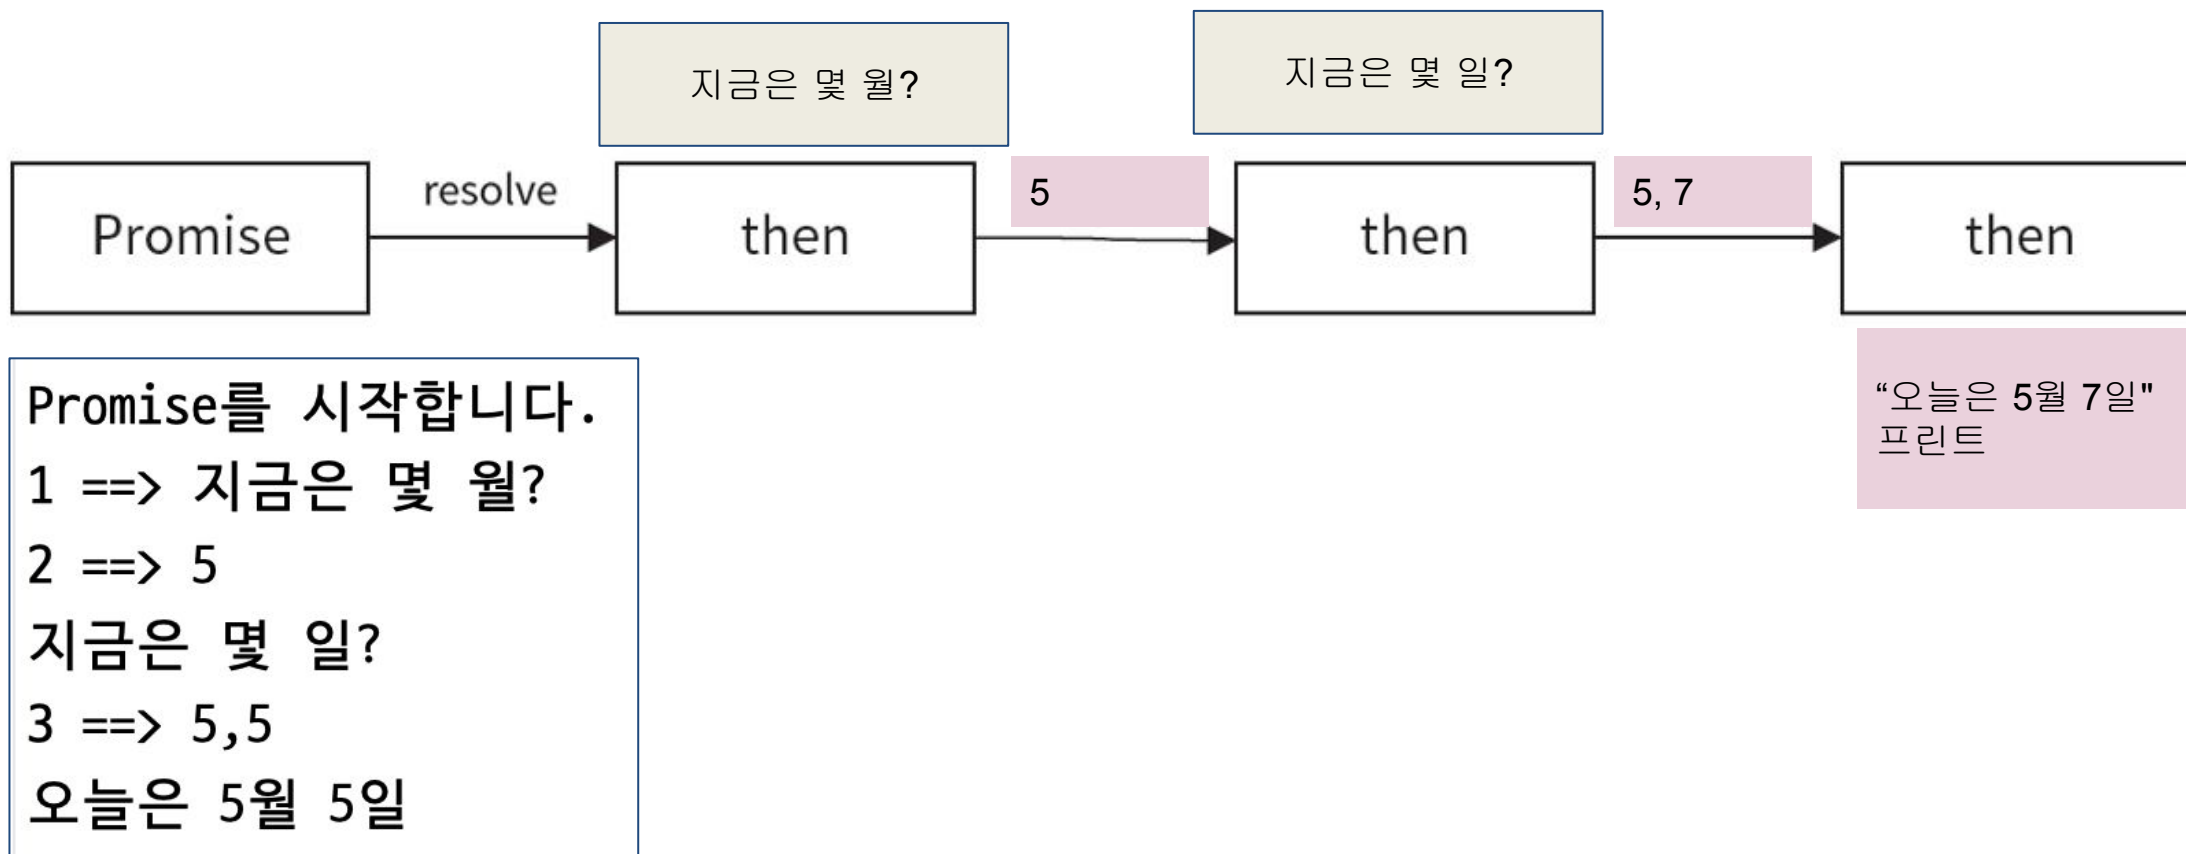 지금은 몇 월?
지금은 몇 일?
Promise
resolve
then
5
then
5, 7
then
Promise를 시작합니다.
1 ==> 지금은 몇 월?
2 ==> 5
지금은 몇 일?
3 ==> 5,5
오늘은 5월 5일
“오늘은 5월 7일"
프린트